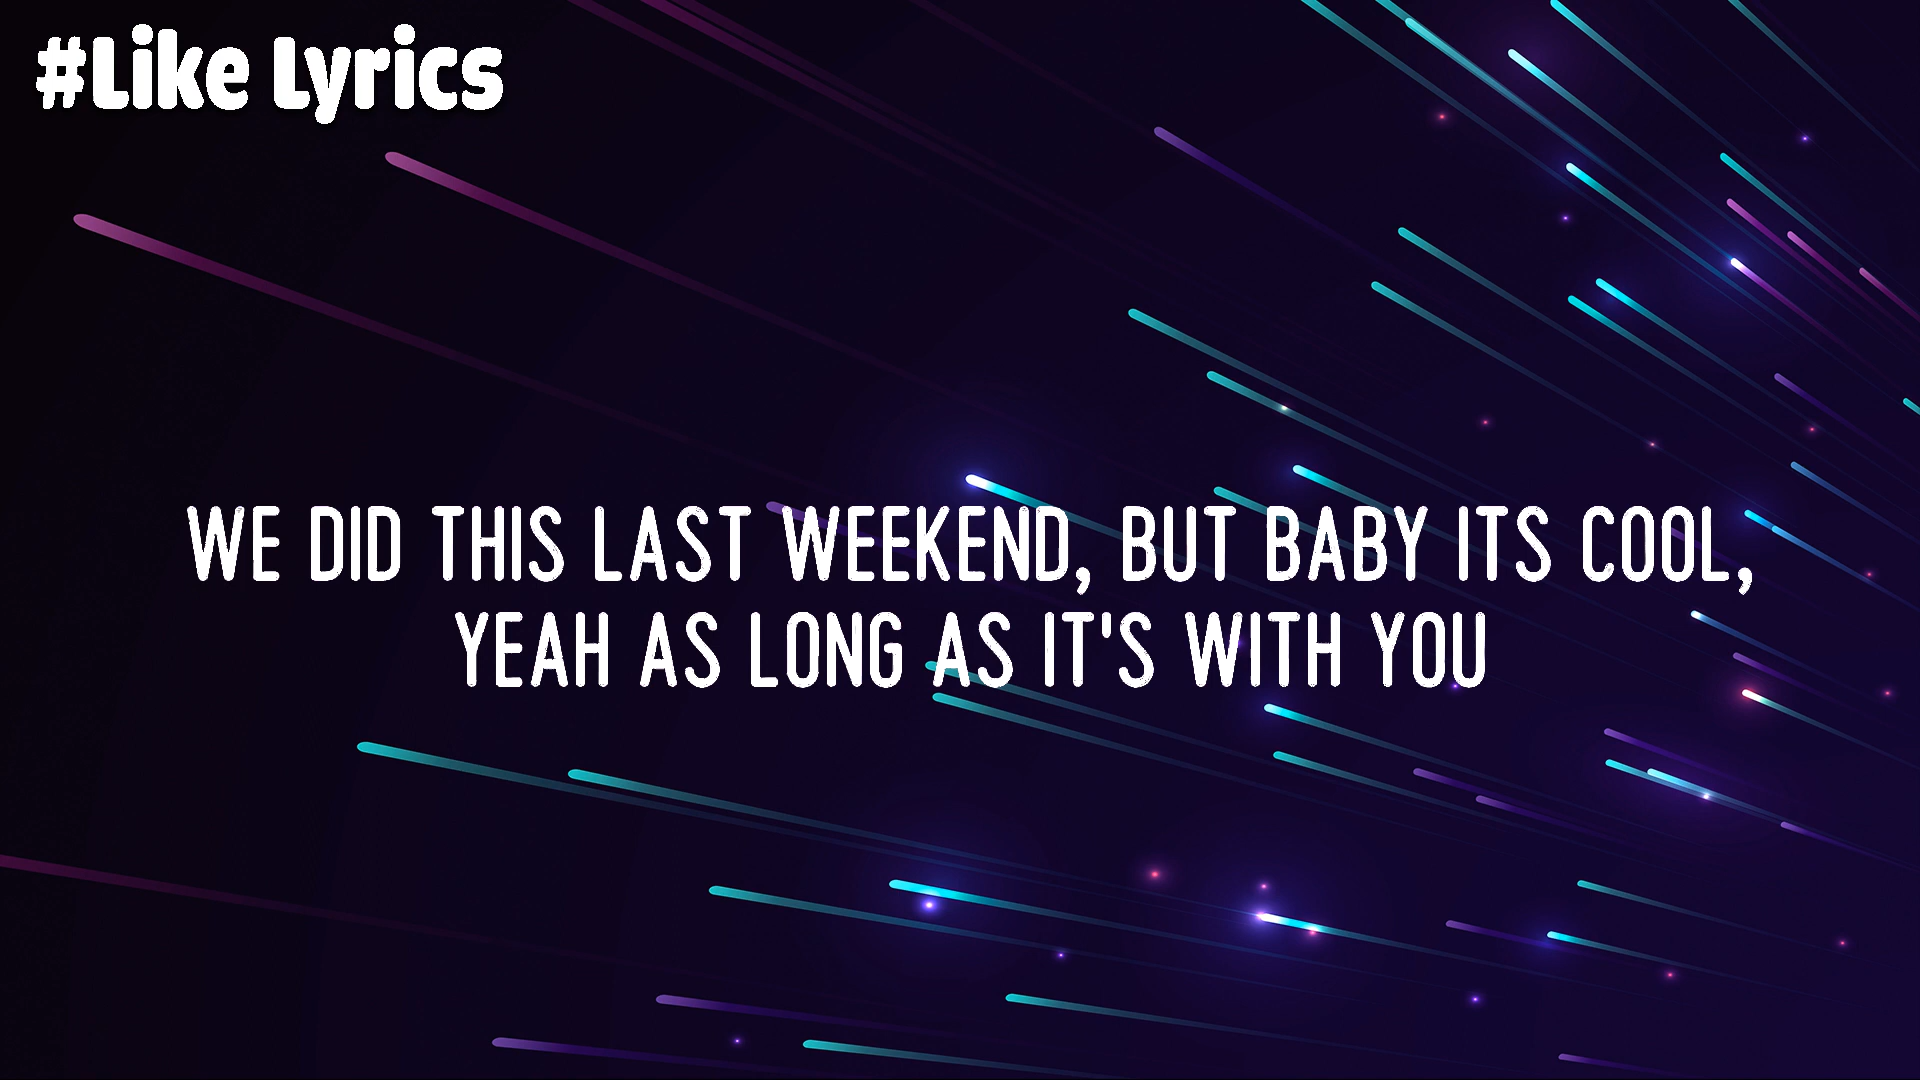 #Like Lyrics
WE DID THIS LAST WEEKEND, BUT BABY ITS COOL,
YEAH AS LONG AS IT'S WITH YOU